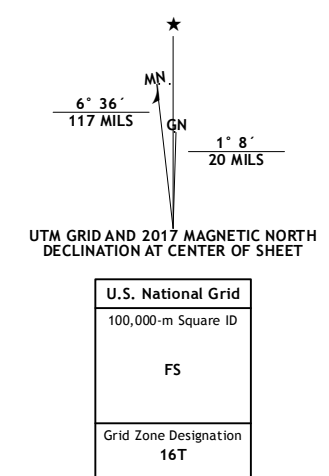 ★
MN
6° 36´
117 MILS
GN
1° 8´
20 MILS
UTM GRID AND 2017 MAGNETIC NORTH
DECLINATION AT CENTER OF SHEET
U.S. National Grid
100,000-m Square ID
FS
Grid Zone Designation
16T